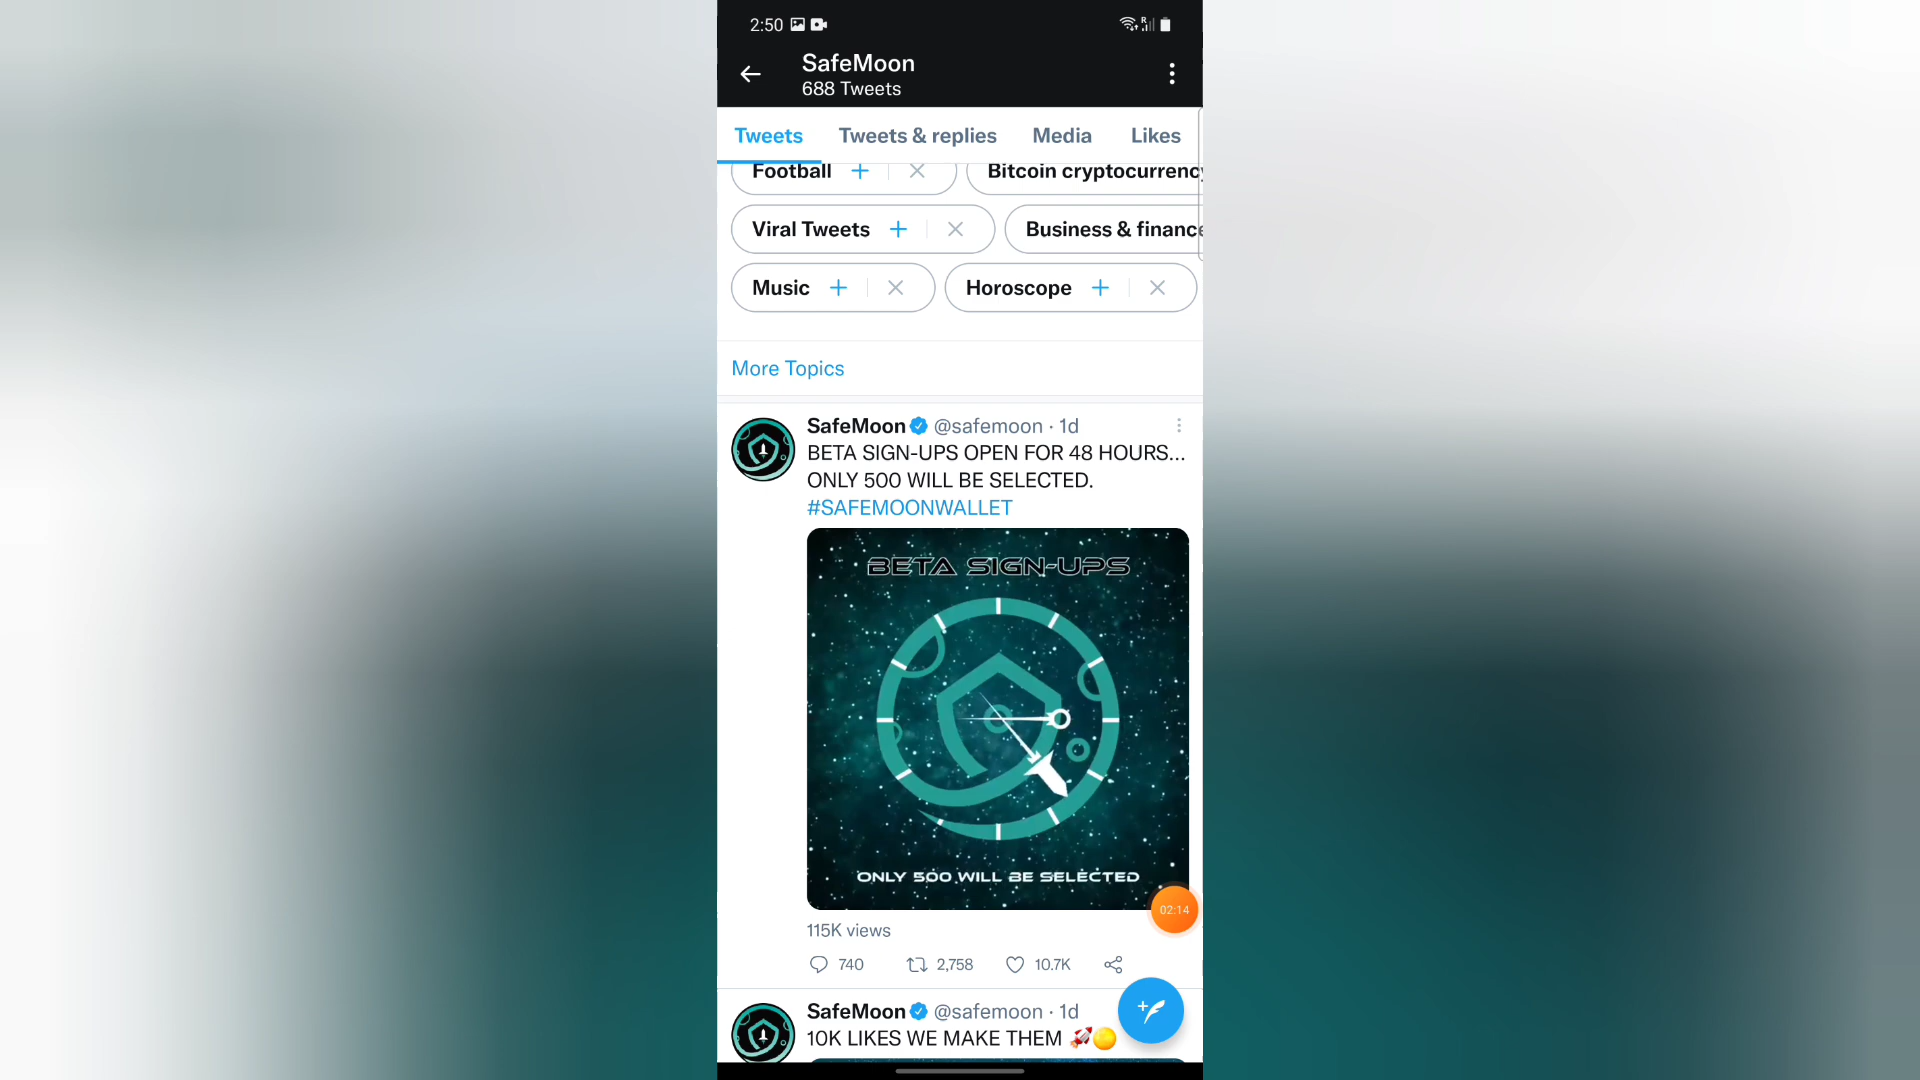 2:50
SafeMoon
688 Tweets
Tweets Tweets & replies Media Likes
Football Bitcoin cryptocurrency
Viral Tweets Business & finance
Music Horoscope
More Topics
SafeMoon @safemoon · 1d
BETA SIGN-UPS OPEN FOR 48 HOURS...
ONLY 500 WILL BE SELECTED.
#SAFEMOONWALLET
BETA SIGN-UPS
ONLY 500 WILL BE SELECTED
02:14
115K views
740 2,758 10.7K
SafeMoon @safemoon · 1d
10K LIKES WE MAKE THEM 🚀🌕